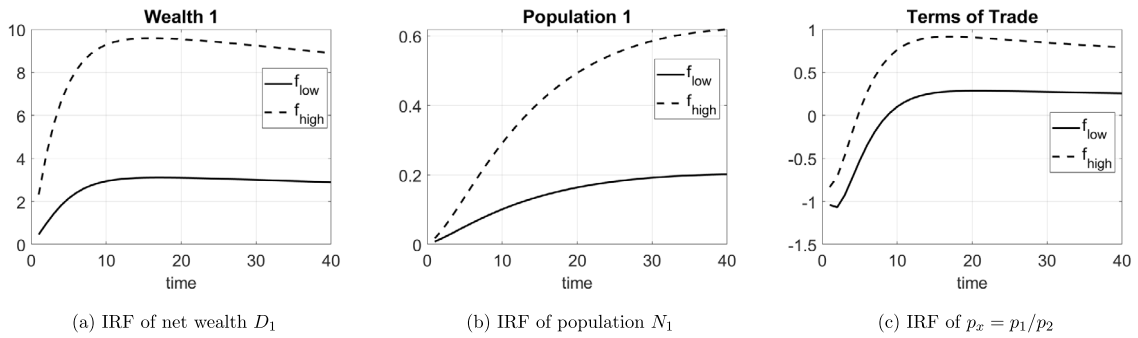 Wealth 1
10
8
6
4
2
0
0 10 20 30 40
time
f_low
f_high
(a) IRF of net wealth D_1
Population 1
0.6
0.4
0.2
0
0 10 20 30 40
time
f_low
f_high
(b) IRF of population N_1
Terms of Trade
1
0.5
0
-0.5
-1
-1.5
0 10 20 30 40
time
f_low
f_high
(c) IRF of p_x = p_1/p_2